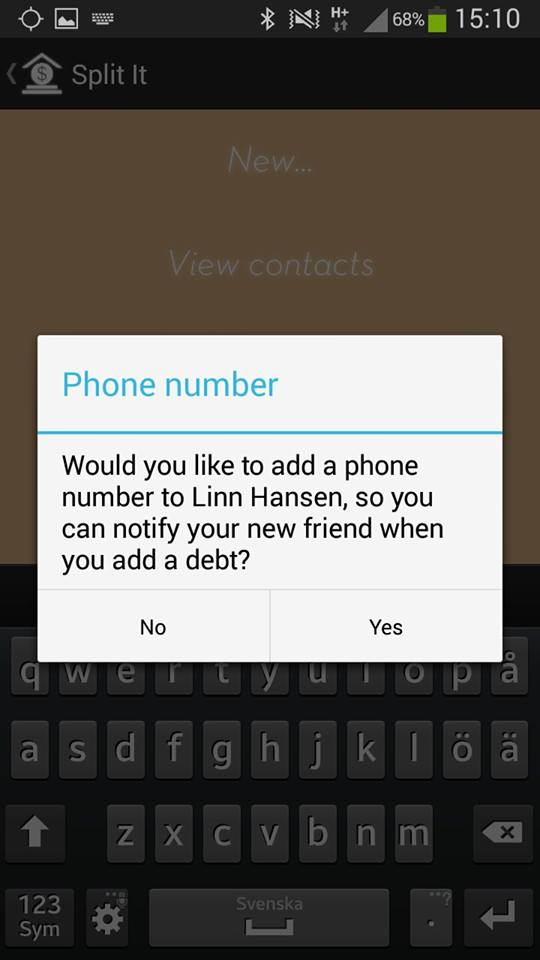 H+ 68% 15:10
Split It
New...
View contacts
Phone number
Would you like to add a phone
number to Linn Hansen, so you
can notify your new friend when
you add a debt?
No Yes
q w e r t y u i o p å
a s d f g h j k l ö ä
z x c v b n m
123 Svenska . ?
Sym